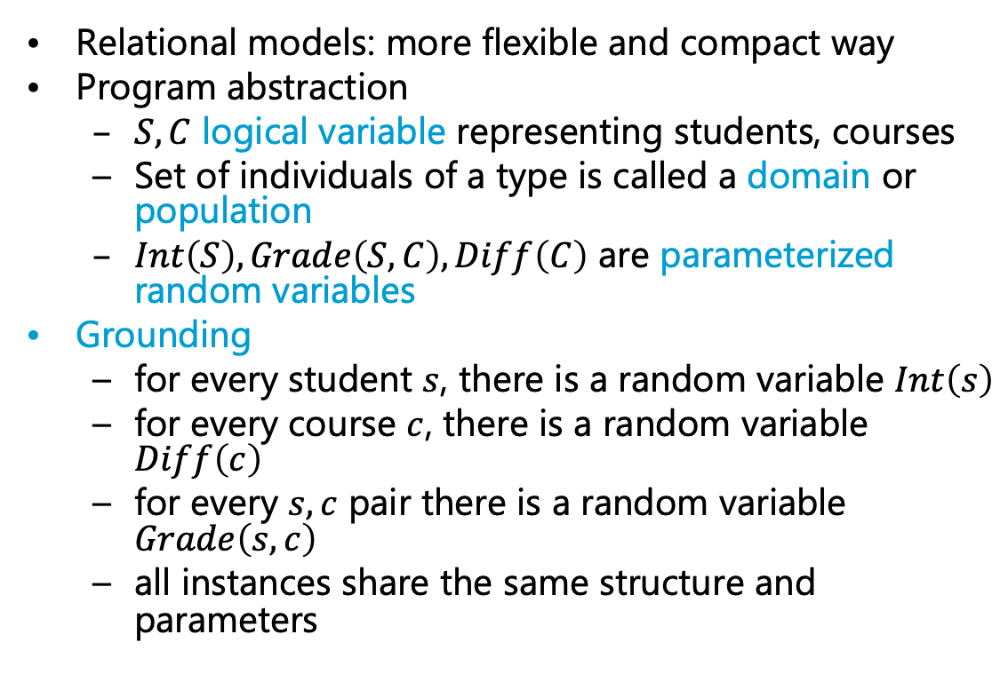 • Relational models: more flexible and compact way
• Program abstraction
– S, C logical variable representing students, courses
– Set of individuals of a type is called a domain or
population
– Int(S), Grade(S, C), Diff(C) are parameterized
random variables
• Grounding
– for every student s, there is a random variable Int(s)
– for every course c, there is a random variable
Diff(c)
– for every s, c pair there is a random variable
Grade(s, c)
– all instances share the same structure and
parameters